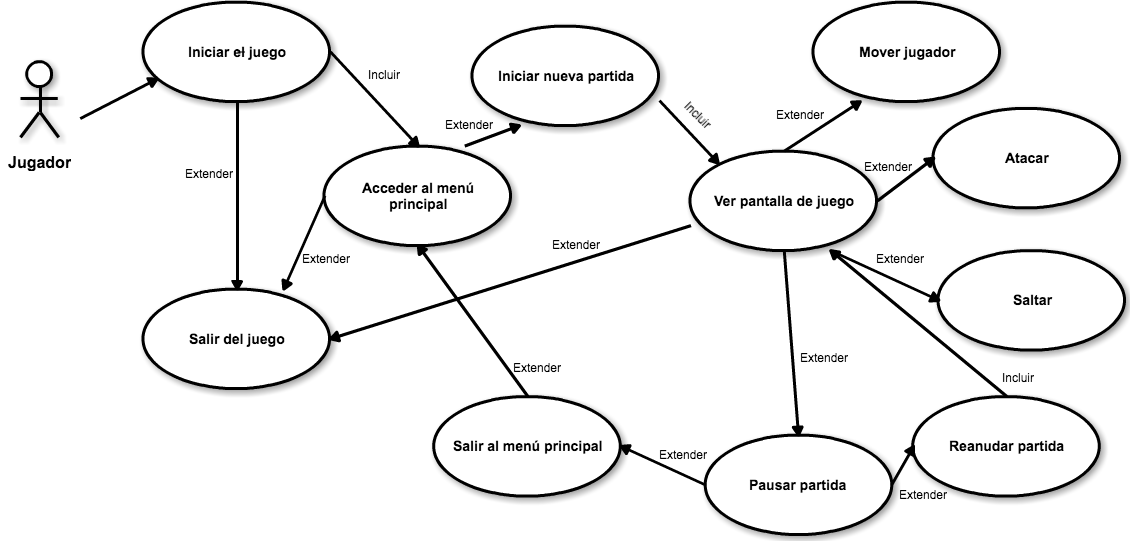 Iniciar el juego
Mover jugador
Incluir
Iniciar nueva partida
Incluir
Extender
Extender
Jugador
Extender
Atacar
Extender
Acceder al menú
principal
Ver pantalla de juego
Extender
Extender
Extender
Extender
Saltar
Salir del juego
Extender
Extender
Incluir
Salir al menú principal
Extender
Reanudar partida
Pausar partida
Extender